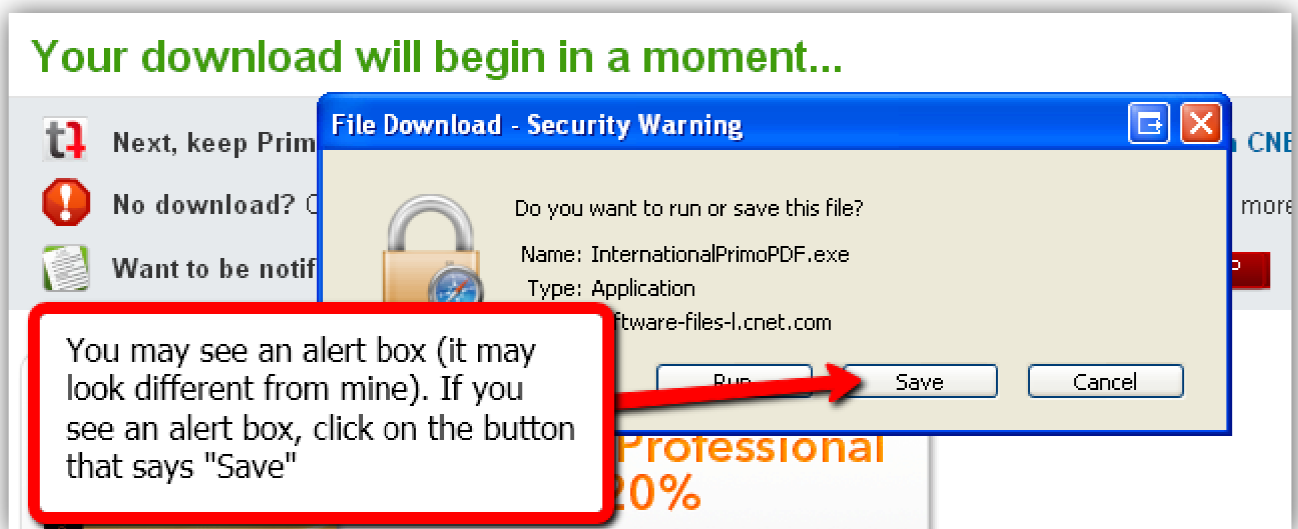 Your download will begin in a moment...
File Download - Security Warning
Next, keep Prim
CNE
No download?
more
Want to be notif
Do you want to run or save this file?
Name: InternationalPrimoPDF.exe
Type: Application
ftware-files-l.cnet.com
Run
Save
Cancel
You may see an alert box (it may
look different from mine). If you
see an alert box, click on the button
that says "Save"
Professional
20%